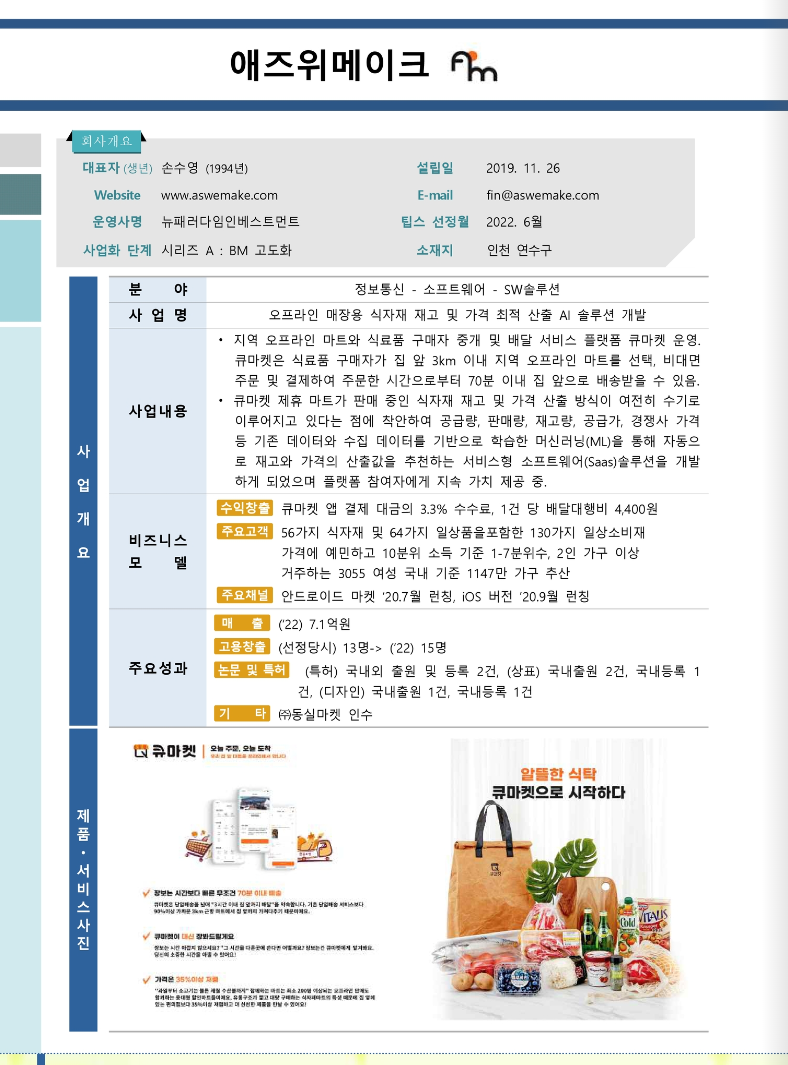 애즈위메이크
회사개요
대표자 (생년) 손수영 (1994년) 설립일 2019. 11. 26
Website www.aswemake.com E-mail fin@aswemake.com
운영사명 뉴패러다임인베스트먼트 팁스 선정월 2022. 6월
사업화 단계 시리즈 A : BM 고도화 소재지 인천 연수구
사업개요
분 야 정보통신 - 소프트웨어 - SW솔루션
사 업 명 오프라인 매장용 식자재 재고 및 가격 최적 산출 AI 솔루션 개발
사업내용
• 지역 오프라인 마트와 식료품 구매자 중개 및 배달 서비스 플랫폼 큐마켓 운영.
큐마켓은 식료품 구매자가 집 앞 3km 이내 지역 오프라인 마트를 선택, 비대면
주문 및 결제하여 주문한 시간으로부터 70분 이내 집 앞으로 배송받을 수 있음.
• 큐마켓 제휴 마트가 판매 중인 식자재 재고 및 가격 산출 방식이 여전히 수기로
이루어지고 있다는 점에 착안하여 공급량, 판매량, 재고량, 공급가, 경쟁사 가격
등 기존 데이터와 수집 데이터를 기반으로 학습한 머신러닝(ML)을 통해 자동으
로 재고와 가격의 산출값을 추천하는 서비스형 소프트웨어(Saas)솔루션을 개발
하게 되었으며 플랫폼 참여자에게 지속 가치 제공 중.
비즈니스
모 델
수익창출 큐마켓 앱 결제 대금의 3.3% 수수료, 1건 당 배달대행비 4,400원
주요고객 56가지 식자재 및 64가지 일상품을포함한 130가지 일상소비재
가격에 예민하고 10분위 소득 기준 1-7분위수, 2인 가구 이상
거주하는 3055 여성 국내 기준 1147만 가구 추산
주요채널 안드로이드 마켓 '20.7월 런칭, iOS 버전 '20.9월 런칭
주요성과
매 출 ('22) 7.1억원
고용창출 (선정당시) 13명-> ('22) 15명
논문 및 특허 (특허) 국내외 출원 및 등록 2건, (상표) 국내출원 2건, 국내등록 1
건, (디자인) 국내출원 1건, 국내등록 1건
기 타 ㈜동실마켓 인수
제품·서비스사진
큐마켓 오늘 주문, 오늘 도착
장보는 시간보다 빠른 무조건 70분 이내 배송
큐마켓이 대신 장봐드릴게요
가격은 35%이상 저렴
알뜰한 식탁
큐마켓으로 시작하다